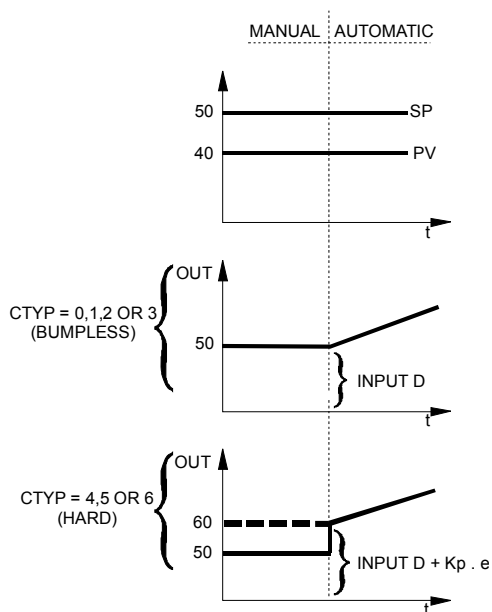 MANUAL AUTOMATIC
50 SP
40 PV
t
OUT
CTYP = 0,1,2 OR 3
(BUMPLESS)
50
INPUT D
t
OUT
CTYP = 4,5 OR 6
(HARD)
60
50
INPUT D + Kp . e
t